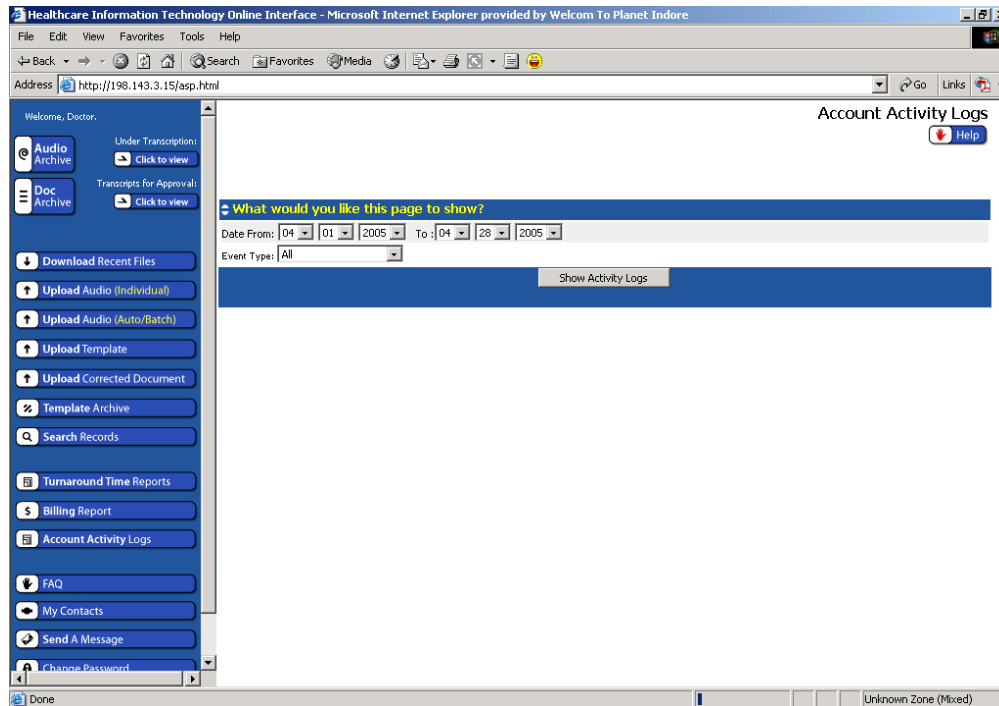 Healthcare Information Technology Online Interface - Microsoft Internet Explorer provided by Welcom To Planet Indore
File Edit View Favorites Tools Help
Back Search Favorites Media
Address http://198.143.3.15/asp.html Go Links
Welcome, Doctor.
Account Activity Logs
Help
Audio Archive
Under Transcription:
Click to view
Doc Archive
Transcripts for Approval:
Click to view
What would you like this page to show?
Date From: 04 01 2005 To : 04 28 2005
Event Type: All
Show Activity Logs
Download Recent Files
Upload Audio (Individual)
Upload Audio (Auto/Batch)
Upload Template
Upload Corrected Document
Template Archive
Search Records
Turnaround Time Reports
$ Billing Report
Account Activity Logs
FAQ
My Contacts
Send A Message
Change Password
Done
Unknown Zone (Mixed)